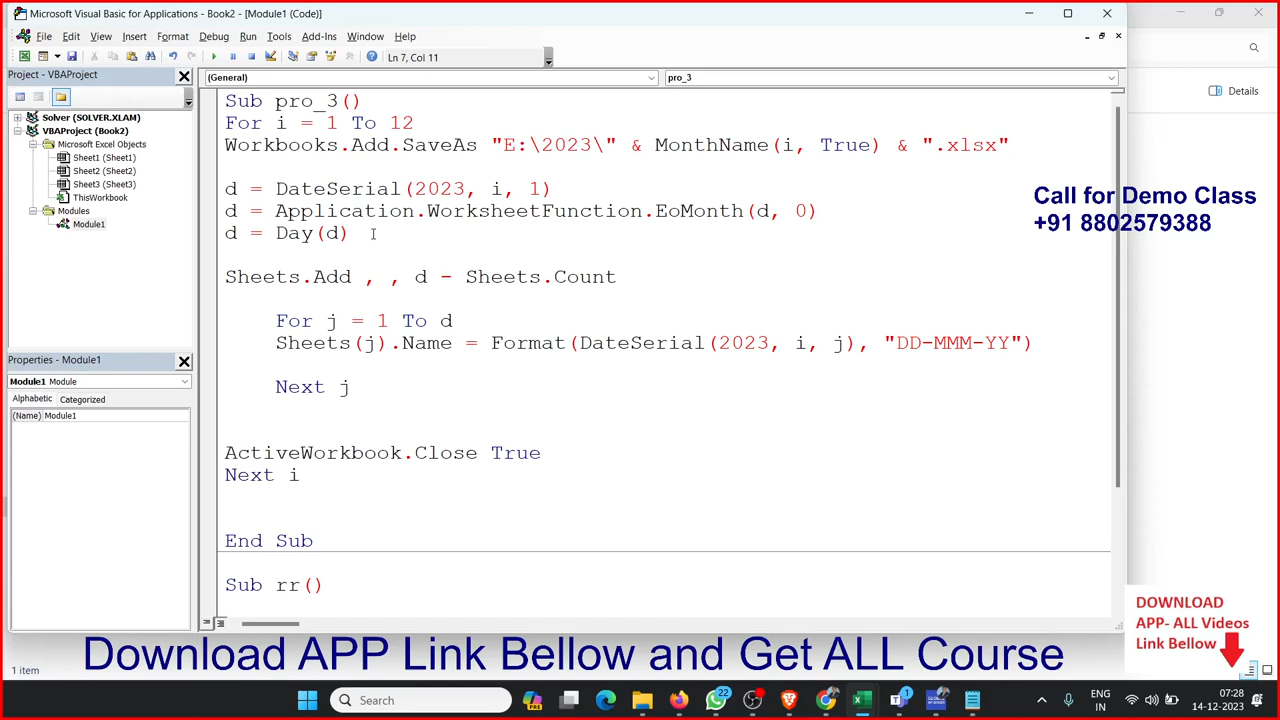 Microsoft Visual Basic for Applications - Book2 - [Module1 (Code)]
File Edit View Insert Format Debug Run Tools Add-Ins Window Help
Ln 7, Col 11
Project - VBAProject
(General) pro_3
Details
Solver (SOLVER.XLAM)
VBAProject (Book2)
Microsoft Excel Objects
Sheet1 (Sheet1)
Sheet2 (Sheet2)
Sheet3 (Sheet3)
ThisWorkbook
Modules
Module1
Properties - Module1
Module1 Module
Alphabetic Categorized
(Name) Module1
Sub pro_3()
For i = 1 To 12
Workbooks.Add.SaveAs "E:\2023\" & MonthName(i, True) & ".xlsx"
d = DateSerial(2023, i, 1)
d = Application.WorksheetFunction.EoMonth(d, 0)
d = Day(d)
Sheets.Add , , d - Sheets.Count
For j = 1 To d
Sheets(j).Name = Format(DateSerial(2023, i, j), "DD-MMM-YY")
Next j
ActiveWorkbook.Close True
Next i
End Sub
Sub rr()
Call for Demo Class
+91 8802579388
DOWNLOAD
APP- ALL Videos
Link Bellow
Download APP Link Bellow and Get ALL Course
1 item
Search
PRE
22
1
ENG
IN
07:28
14-12-2023